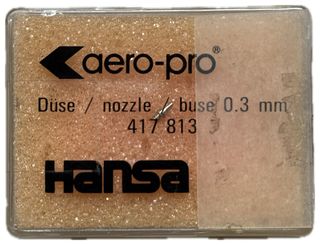 aero-pro®
Düse / nozzle / buse 0.3 mm
417 813
Hansa